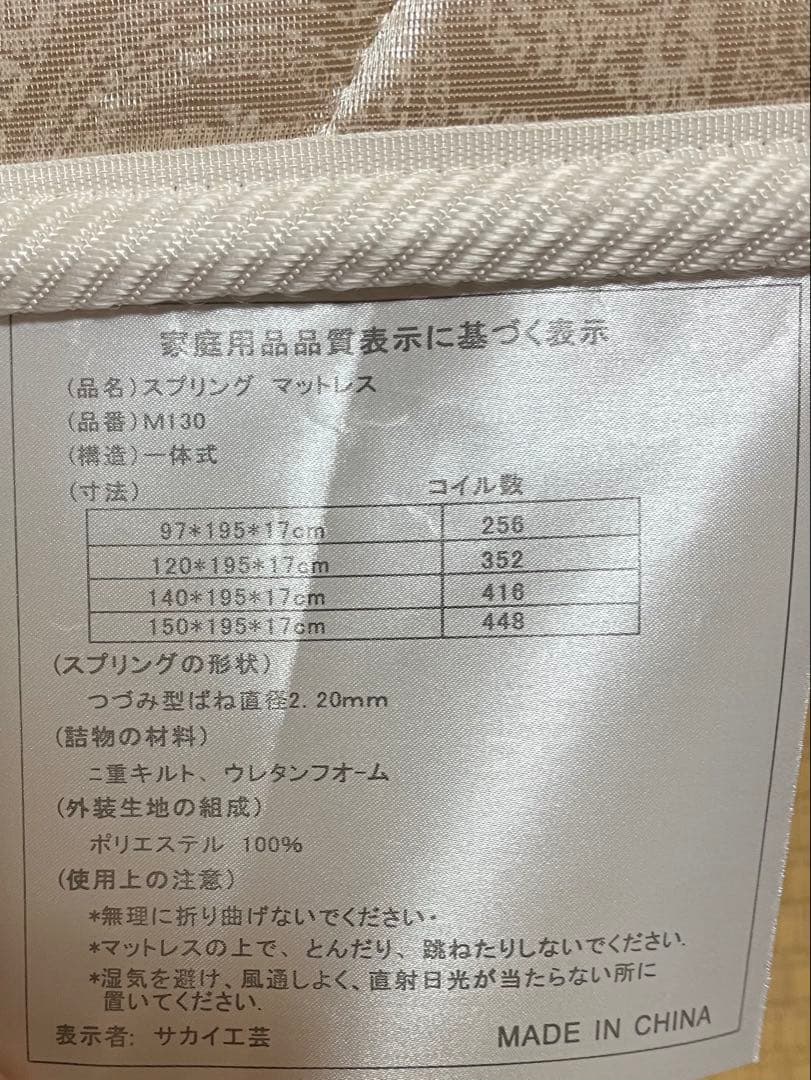 家庭用品品質表示に基づく表示
(品名)スプリング マットレス
(品番)M130
(構造)一体式
(寸法) コイル数
97*195*17cm 256
120*195*17cm 352
140*195*17cm 416
150*195*17cm 448
(スプリングの形状)
つづみ型ばね直径2.20mm
(詰物の材料)
ニ重キルト、ウレタンフオーム
(外装生地の組成)
ポリエステル 100%
(使用上の注意)
*無理に折り曲げないでください.
*マットレスの上で、とんだり、跳ねたりしないでください.
*湿気を避け、風通しよく、直射日光が当たらない所に
置いてください.
表示者: サカイ工芸 MADE IN CHINA